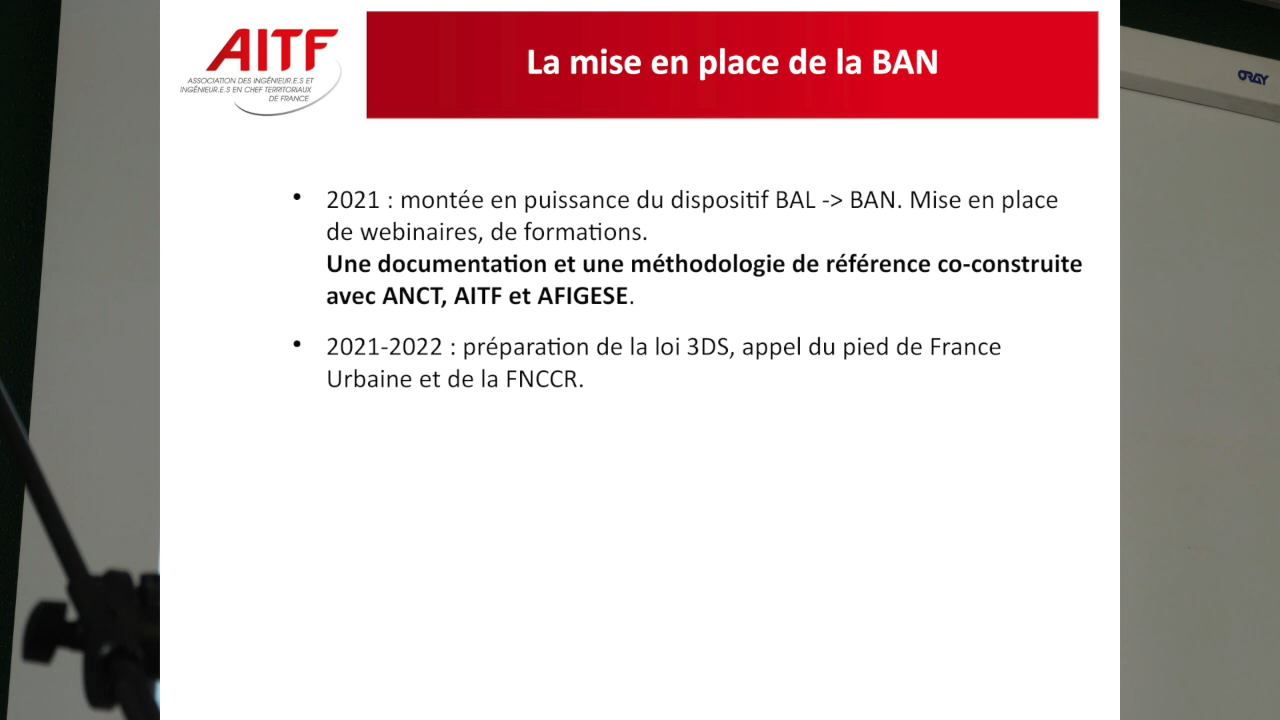 AITF
ASSOCIATION DES INGÉNIEUR.E.S ET
INGÉNIEUR.E.S EN CHEF TERRITORIAUX
DE FRANCE
La mise en place de la BAN
ORAY
• 2021 : montée en puissance du dispositif BAL -> BAN. Mise en place
de webinaires, de formations.
Une documentation et une méthodologie de référence co-construite
avec ANCT, AITF et AFIGESE.
• 2021-2022 : préparation de la loi 3DS, appel du pied de France
Urbaine et de la FNCCR.